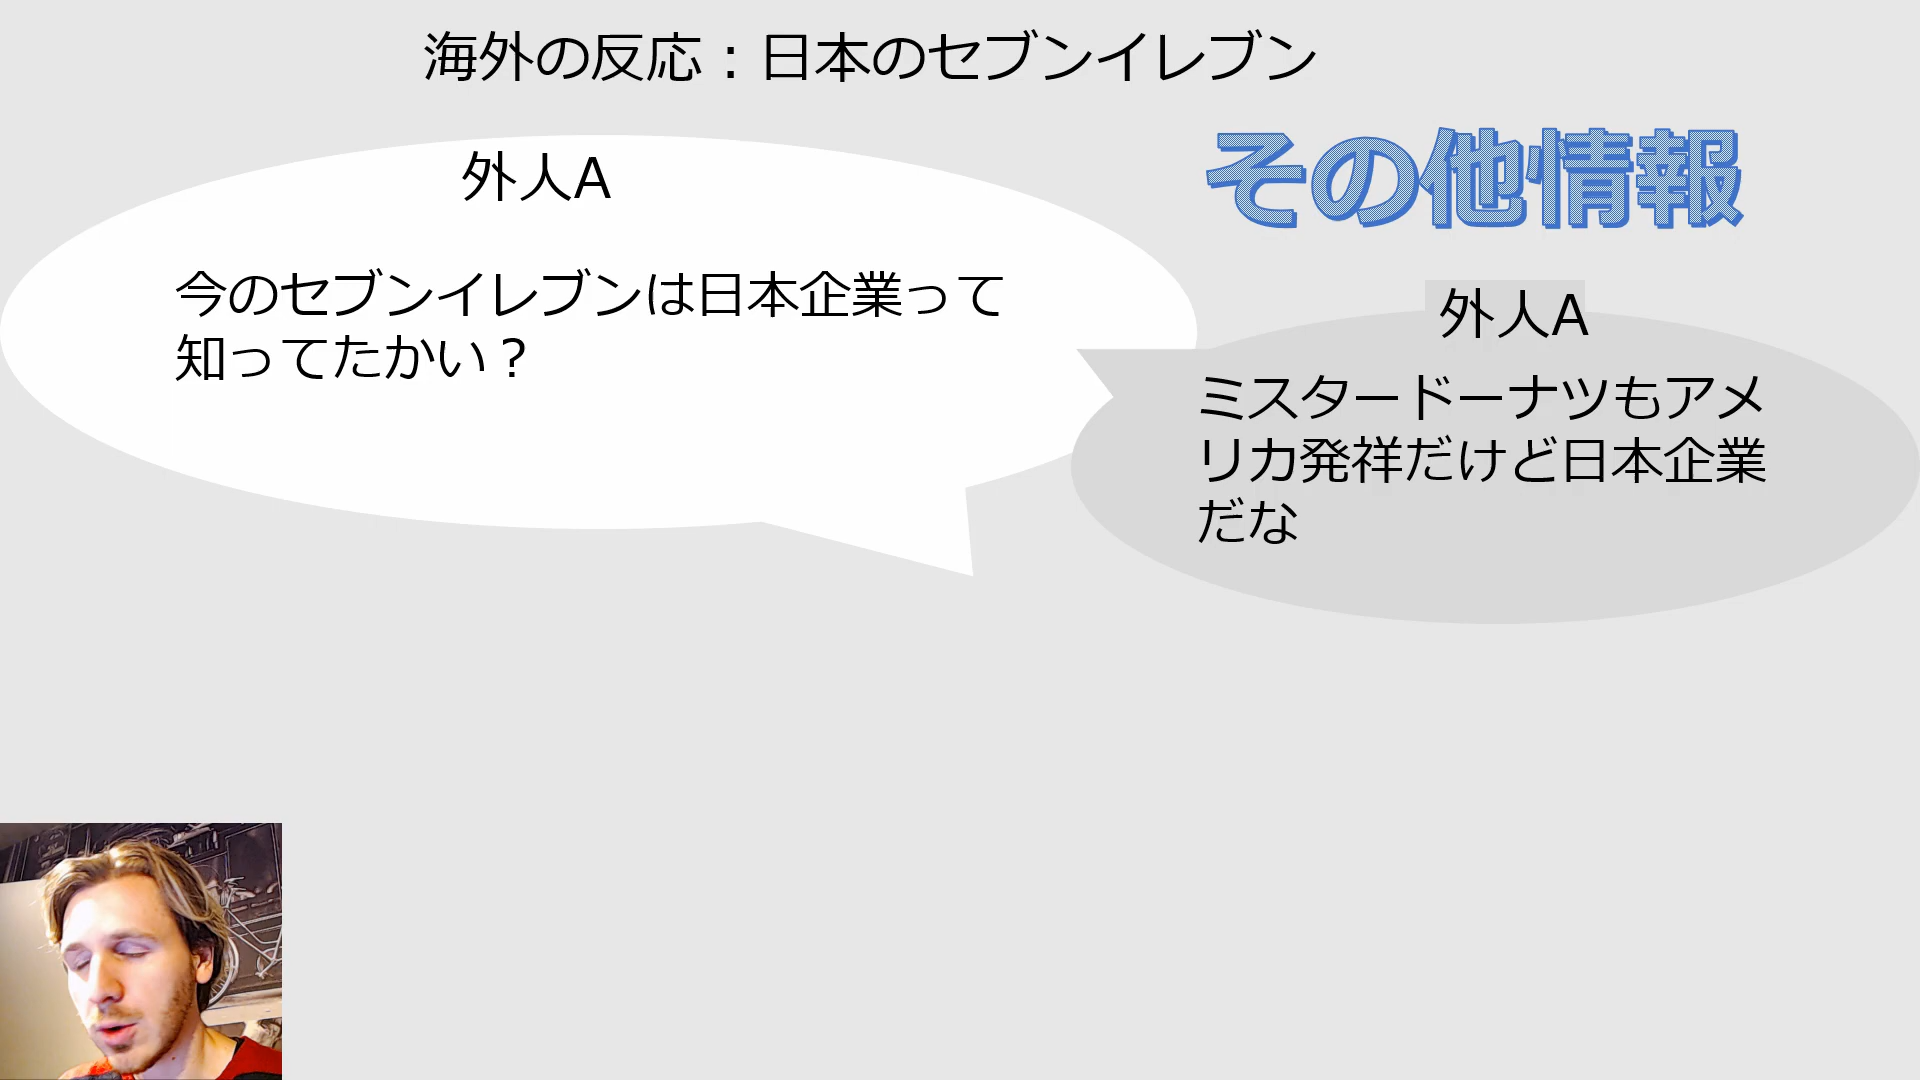 海外の反応：日本のセブンイレブン
外人A
今のセブンイレブンは日本企業って
知ってたかい？
その他情報
外人A
ミスタードーナツもアメ
リカ発祥だけど日本企業
だな